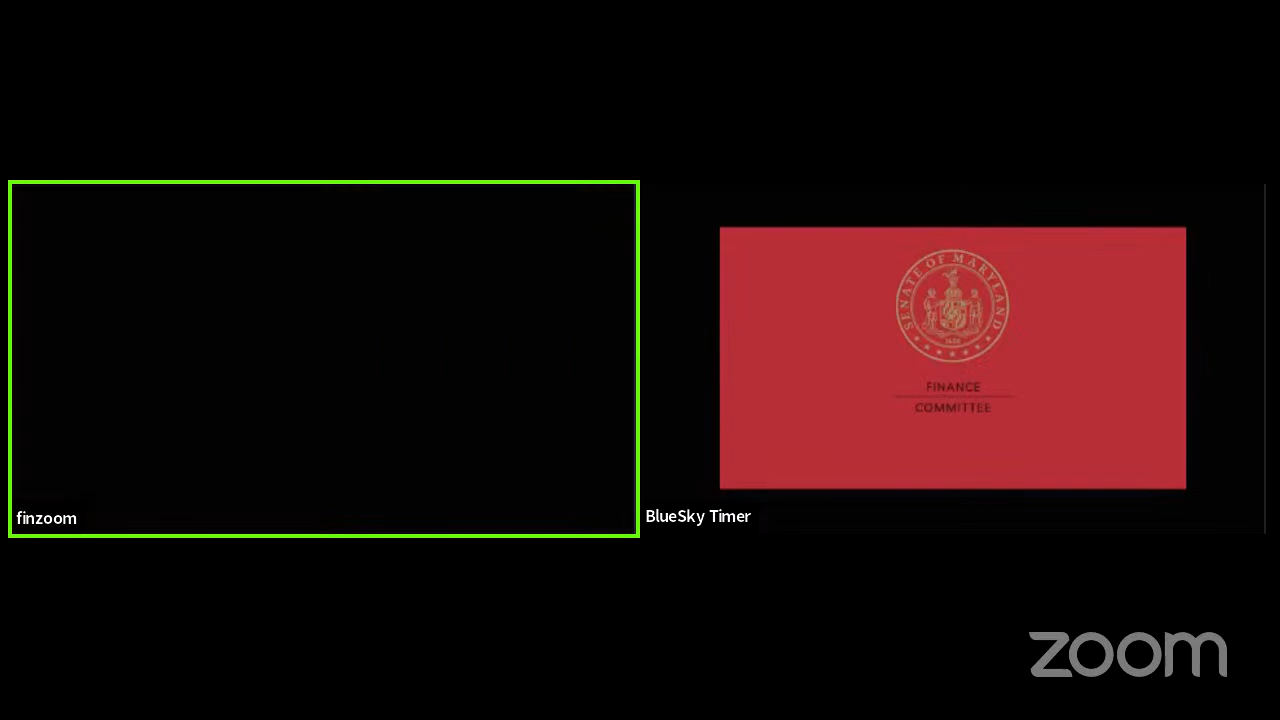 SENATE OF MARYLAND
FINANCE
COMMITTEE
finzoom
BlueSky Timer
zoom